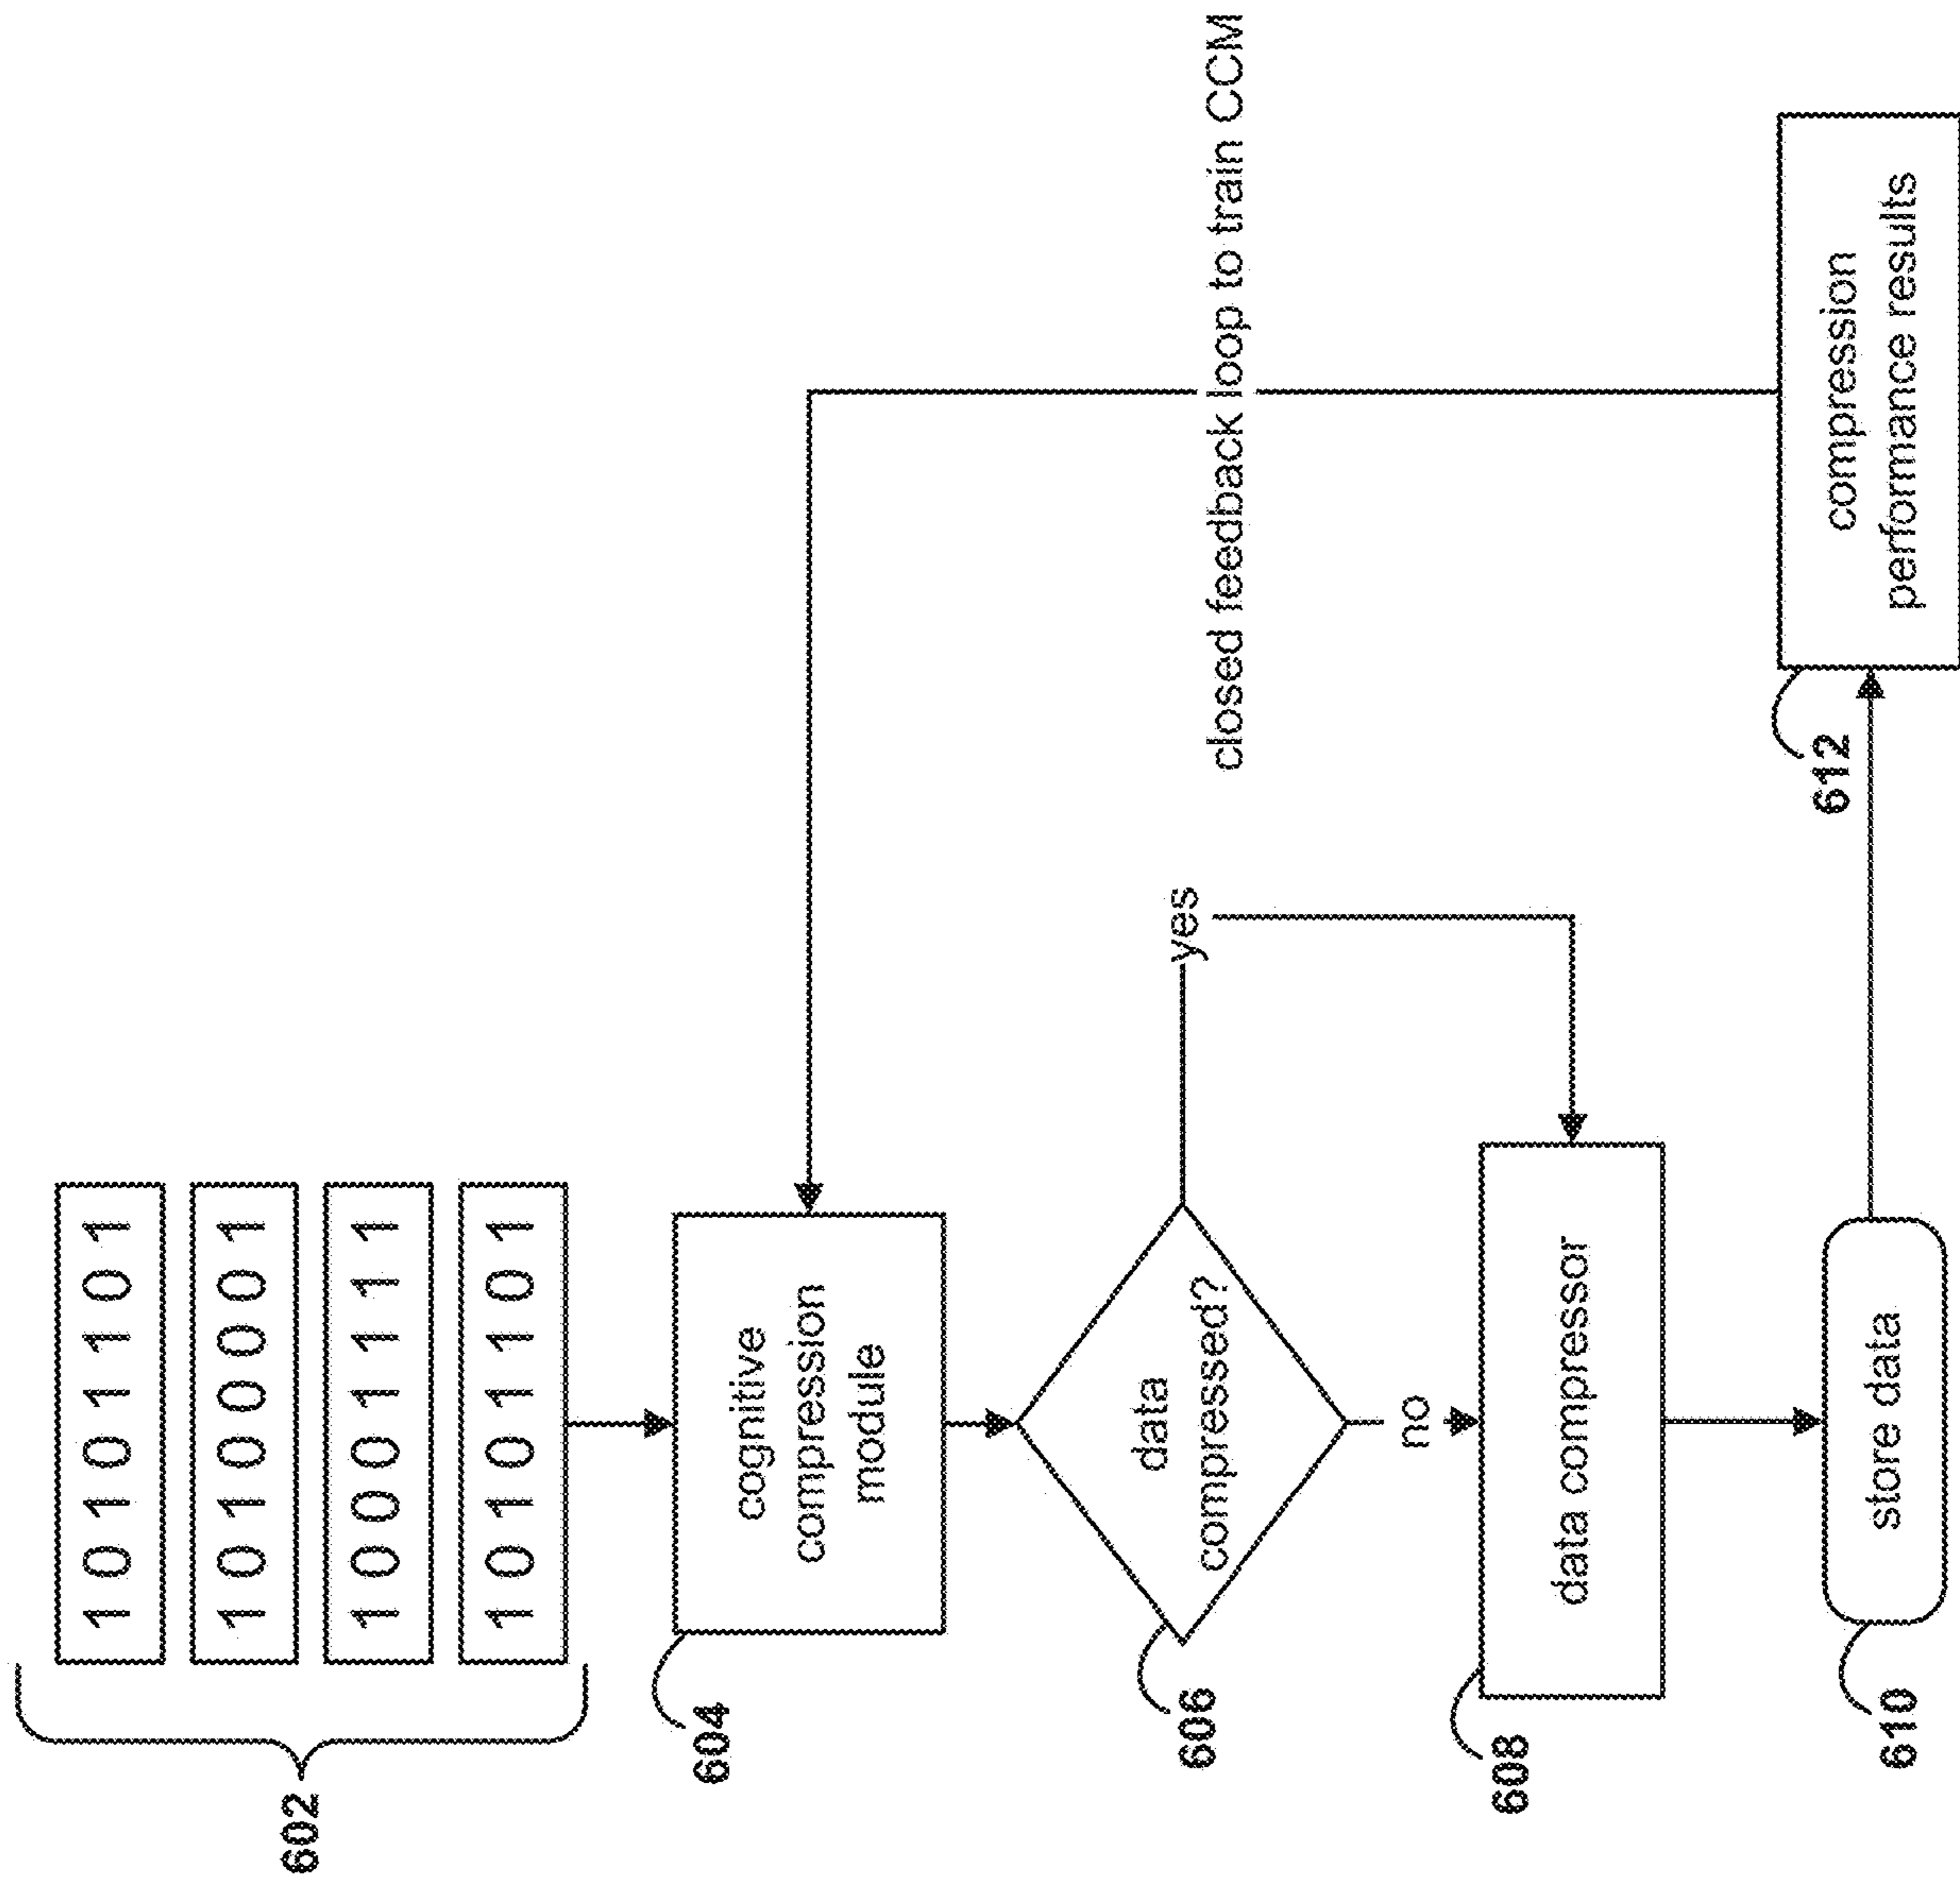 602
1 0 1 0 1 1 0 1
1 0 1 0 0 0 0 1
1 0 0 0 1 1 1 1
1 0 1 0 1 1 0 1
604
cognitive
compression
module
606
data
compressed?
yes
closed feedback loop to train CCM
no
608
data compressor
610
store data
612
compression
performance results